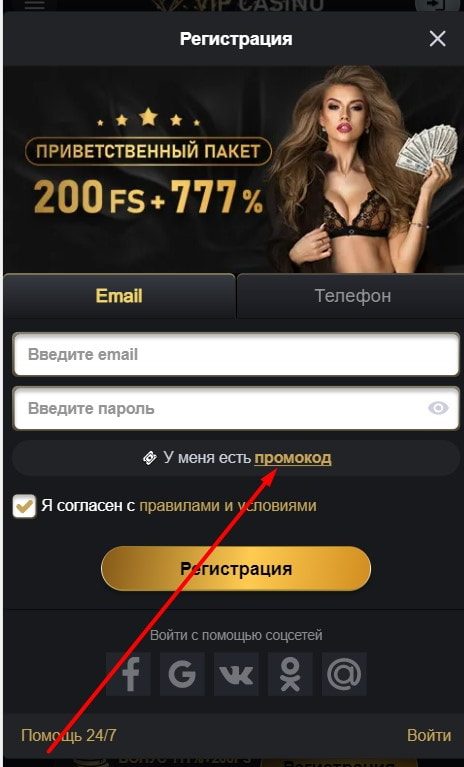 VIP CASINO
Регистрация
ПРИВЕТСТВЕННЫЙ ПАКЕТ
200 FS + 777 %
Email
Телефон
Введите email
Введите пароль
У меня есть промокод
Я согласен с правилами и условиями
Регистрация
Войти с помощью соцсетей
Помощь 24/7
Войти
Регистрация